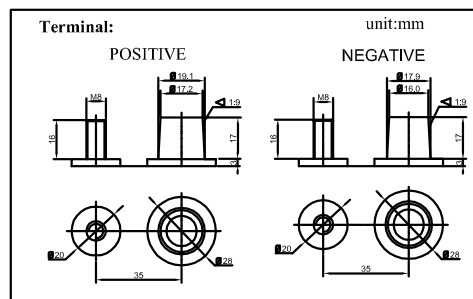 Terminal: unit:mm
POSITIVE NEGATIVE
Ø19.1 Ø17.9
M8 Ø17.2 1:9 M8 Ø16.0 1:9
16 17 16 17
3 3
Ø20 Ø28 Ø20 Ø28
35 35